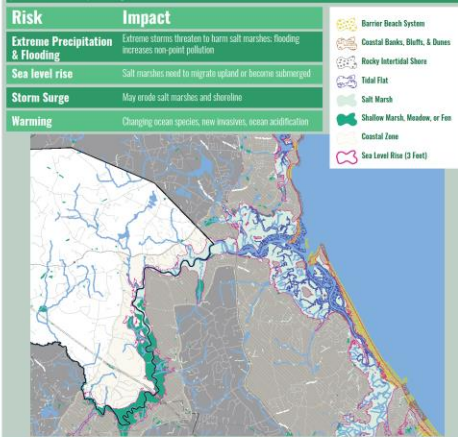 Risk Impact
Extreme Precipitation Extreme storms threaten to harm salt marshes; flooding
& Flooding increases non-point pollution
Sea level rise Salt marshes need to migrate upland or become submerged
Storm Surge May erode salt marshes and shoreline
Warming Changing ocean species, new invasives, ocean acidification
Barrier Beach System
Coastal Banks, Bluffs, & Dunes
Rocky Intertidal Shore
Tidal Flat
Salt Marsh
Shallow Marsh, Meadow, or Fen
Coastal Zone
Sea Level Rise (3 Feet)